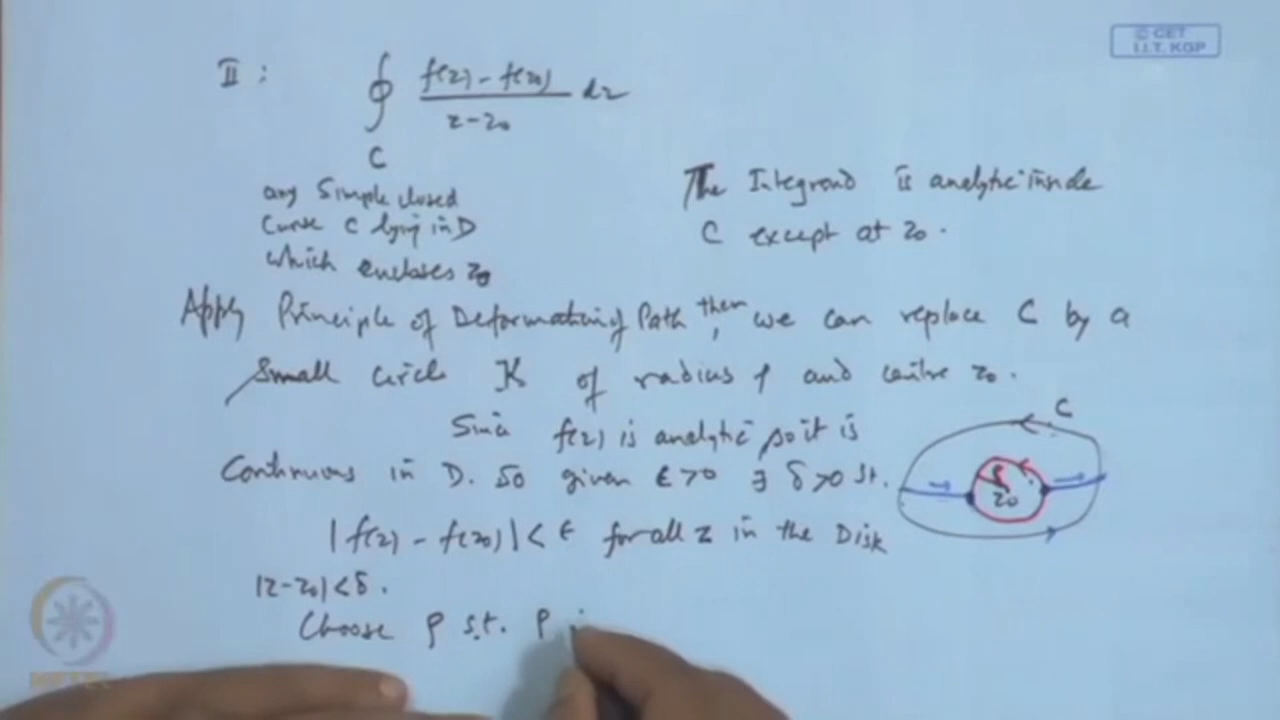 © CET
I.I.T. KGP
II : ∮ f(z) - f(z0) / z - z0 dz
C
any Simple closed
Curve C lying in D
which encloses z0
The Integrand is analytic inside
C except at z0.
Apply Principle of Deformation of Path, then we can replace C by a
Small circle K of radius ρ and centre z0.
Since f(z) is analytic so it is
Continuous in D. So given ε>0 ∃ δ>0 st.
|f(z) - f(z0)| < ε for all z in the Disk
|z-z0| < δ.
Choose ρ s.t. ρ
C
ρ
z0
NPTEL